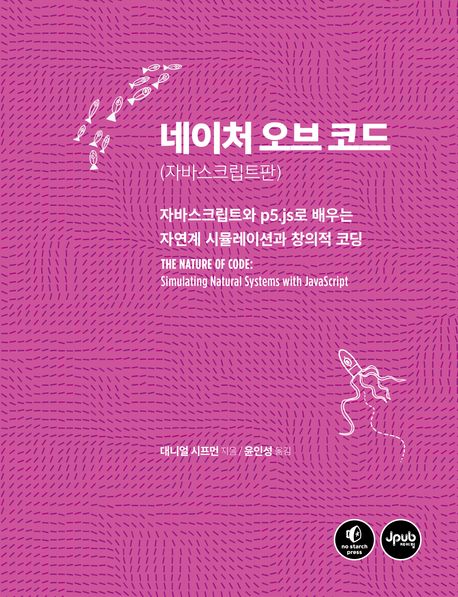 네이처 오브 코드
(자바스크립트판)
자바스크립트와 p5.js로 배우는
자연계 시뮬레이션과 창의적 코딩
THE NATURE OF CODE:
Simulating Natural Systems with JavaScript
대니얼 시프먼 지음 / 윤인성 옮김
no starch
press
Jpub
제이펍